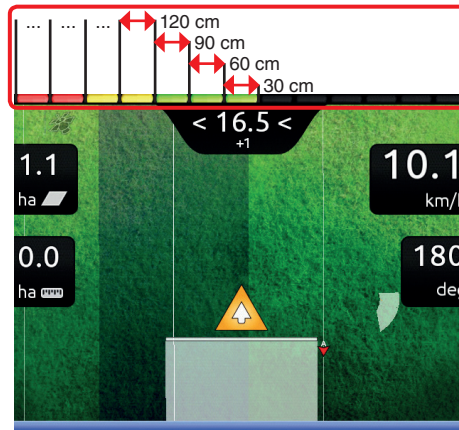 ... ... ... 120 cm
90 cm
60 cm
30 cm
< 16.5 <
+1
1.1
ha
10.1
km/
0.0
ha
180
deg
A